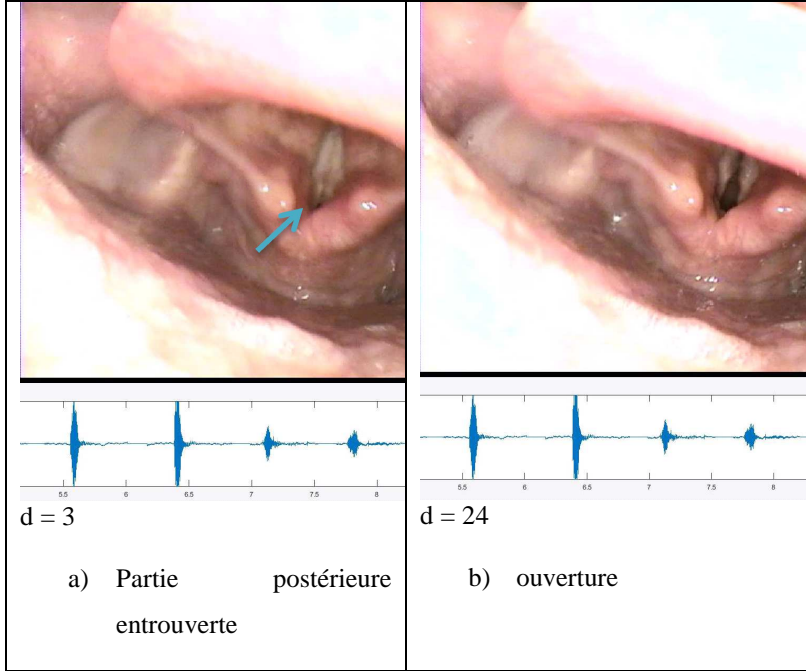 5.5 6 6.5 7 7.5 8
d = 3
a) Partie postérieure
entrouverte
5.5 6 6.5 7 7.5 8
d = 24
b) ouverture